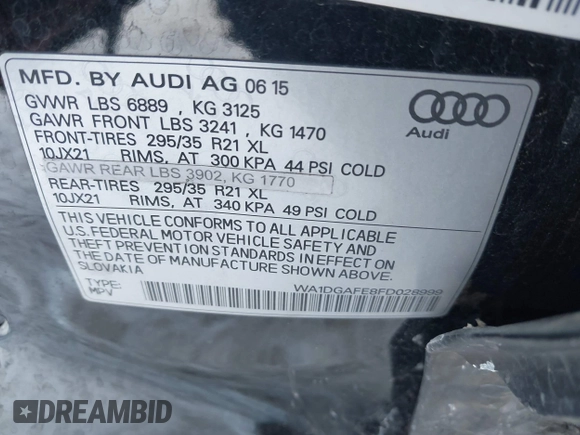 MFD. BY AUDI AG 06 15
GVWR LBS 6889 , KG 3125
GAWR FRONT LBS 3241 , KG 1470
FRONT-TIRES 295/35 R21 XL
10JX21 RIMS, AT 300 KPA 44 PSI COLD
GAWR REAR LBS 3902, KG 1770
REAR-TIRES 295/35 R21 XL
10JX21 RIMS, AT 340 KPA 49 PSI COLD
THIS VEHICLE CONFORMS TO ALL APPLICABLE
U.S. FEDERAL MOTOR VEHICLE SAFETY AND
THEFT PREVENTION STANDARDS IN EFFECT ON
THE DATE OF MANUFACTURE SHOWN ABOVE.
SLOVAKIA
TYPE:
MPV
WA1DGAFE8FD028999
Audi
DREAMBID